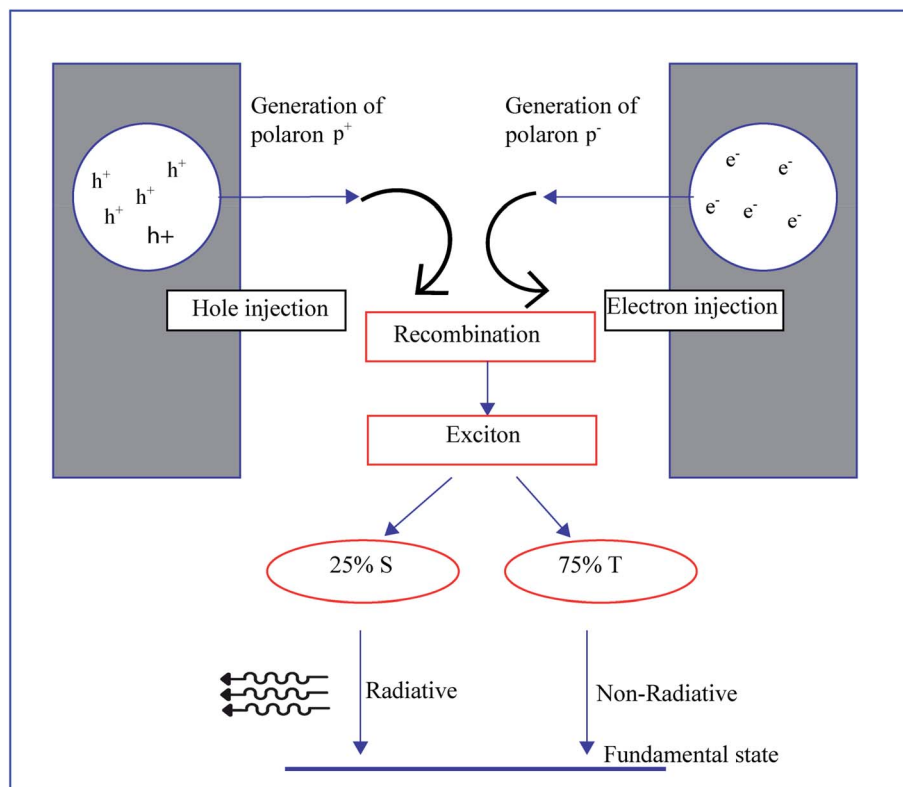 Generation of
polaron p⁺
Generation of
polaron p⁻
h⁺
h⁺
h⁺
h⁺
h+
e⁻
e⁻
e⁻
e⁻
e⁻
Hole injection
Electron injection
Recombination
Exciton
25% S
75% T
Radiative
Non-Radiative
Fundamental state